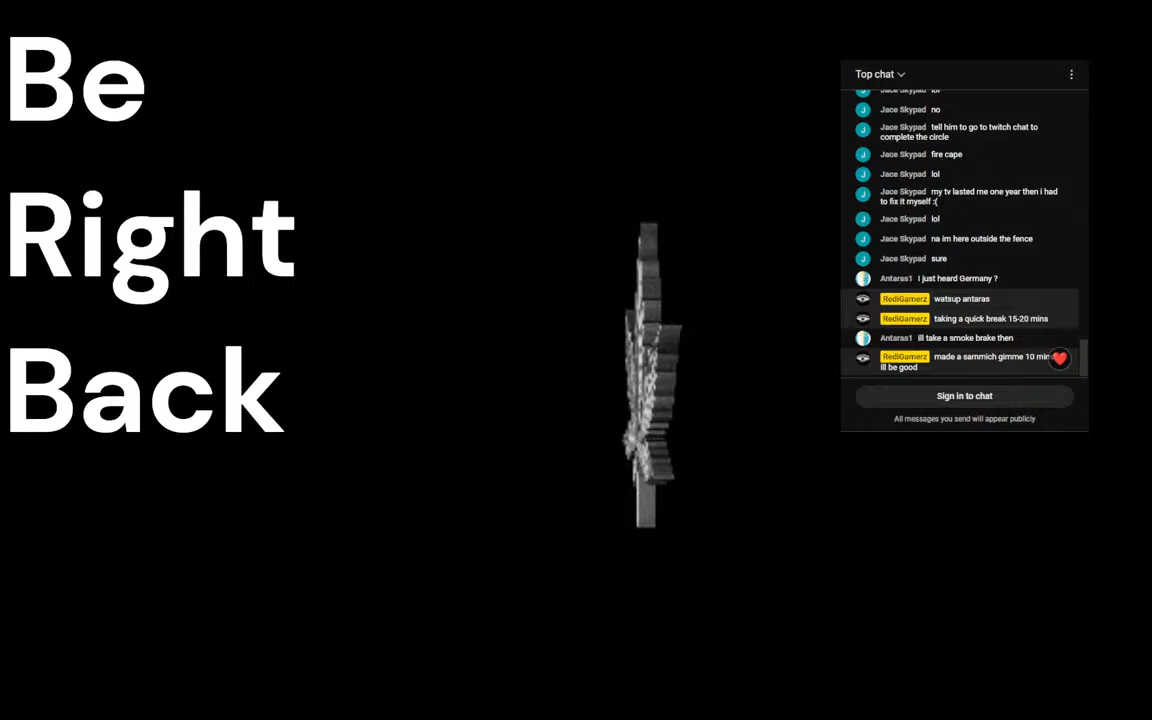 Be
Right
Back
Top chat
Jace Skypad lol
Jace Skypad no
Jace Skypad tell him to go to twitch chat to
complete the circle
Jace Skypad fire cape
Jace Skypad lol
Jace Skypad my tv lasted me one year then i had
to fix it myself :(
Jace Skypad lol
Jace Skypad na im here outside the fence
Jace Skypad sure
Antaras1 I just heard Germany ?
RediGamerz watsup antaras
RediGamerz taking a quick break 15-20 mins
Antaras1 ill take a smoke brake then
RediGamerz made a sammich gimme 10 min
ill be good
Sign in to chat
All messages you send will appear publicly